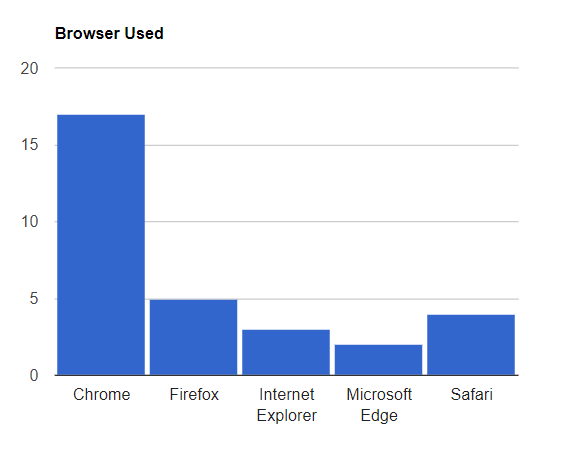 Browser Used
20
15
10
5
0
Chrome
Firefox
Internet
Explorer
Microsoft
Edge
Safari